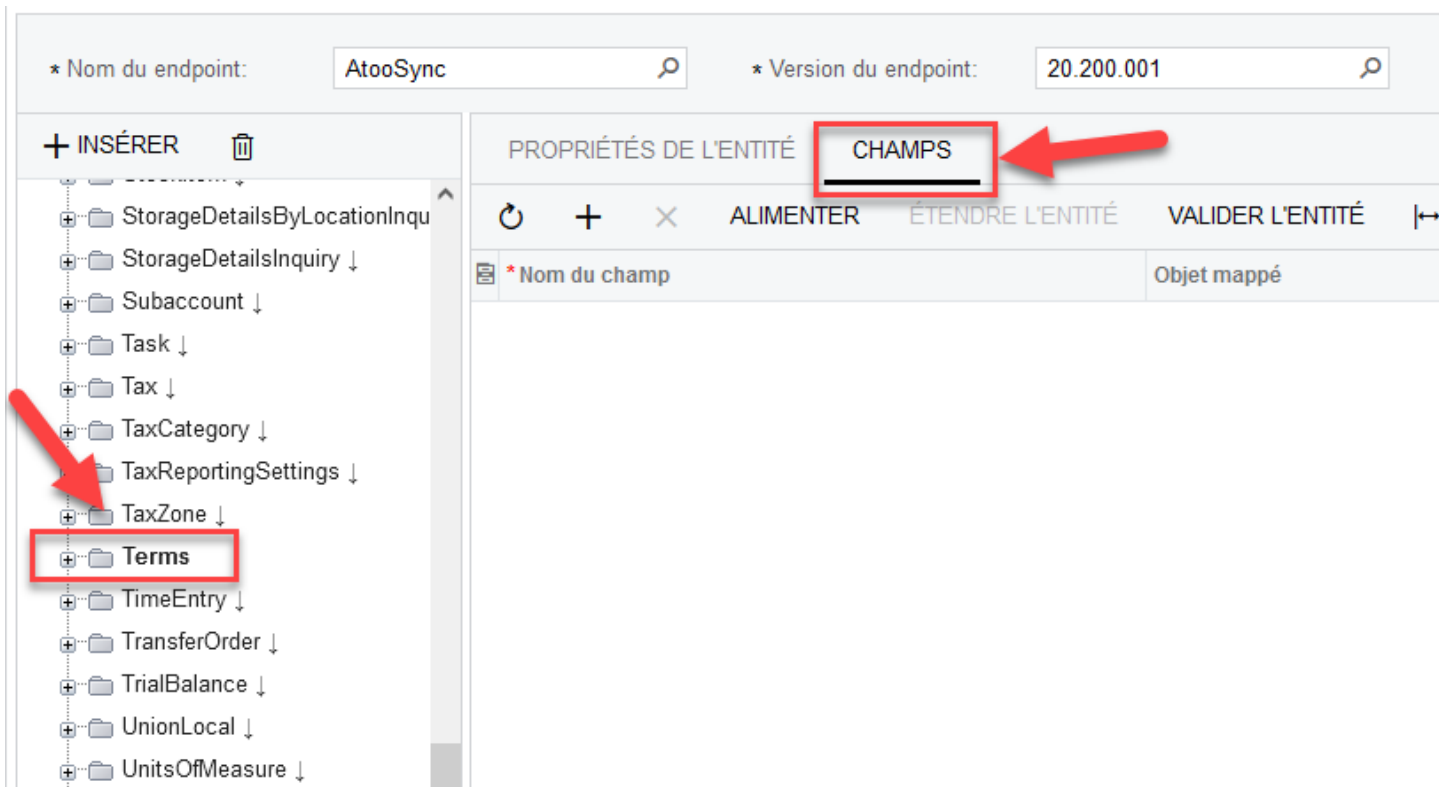 * Nom du endpoint: AtooSync * Version du endpoint: 20.200.001
+ INSÉRER
PROPRIÉTÉS DE L'ENTITÉ CHAMPS
ALIMENTER ÉTENDRE L'ENTITÉ VALIDER L'ENTITÉ
* Nom du champ Objet mappé
StorageDetailsByLocationInqu
StorageDetailsInquiry ↓
Subaccount ↓
Task ↓
Tax ↓
TaxCategory ↓
TaxReportingSettings ↓
TaxZone ↓
Terms
TimeEntry ↓
TransferOrder ↓
TrialBalance ↓
UnionLocal ↓
UnitsOfMeasure ↓